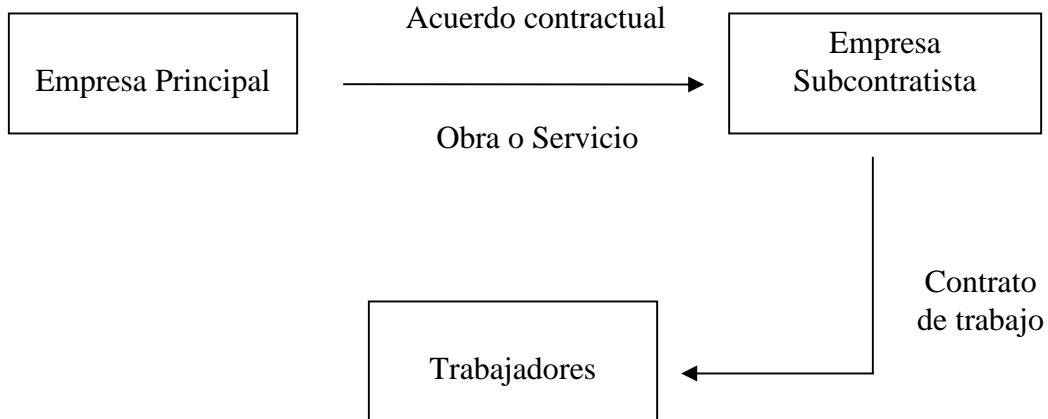 Acuerdo contractual
Empresa Principal
Empresa
Subcontratista
Obra o Servicio
Contrato
de trabajo
Trabajadores